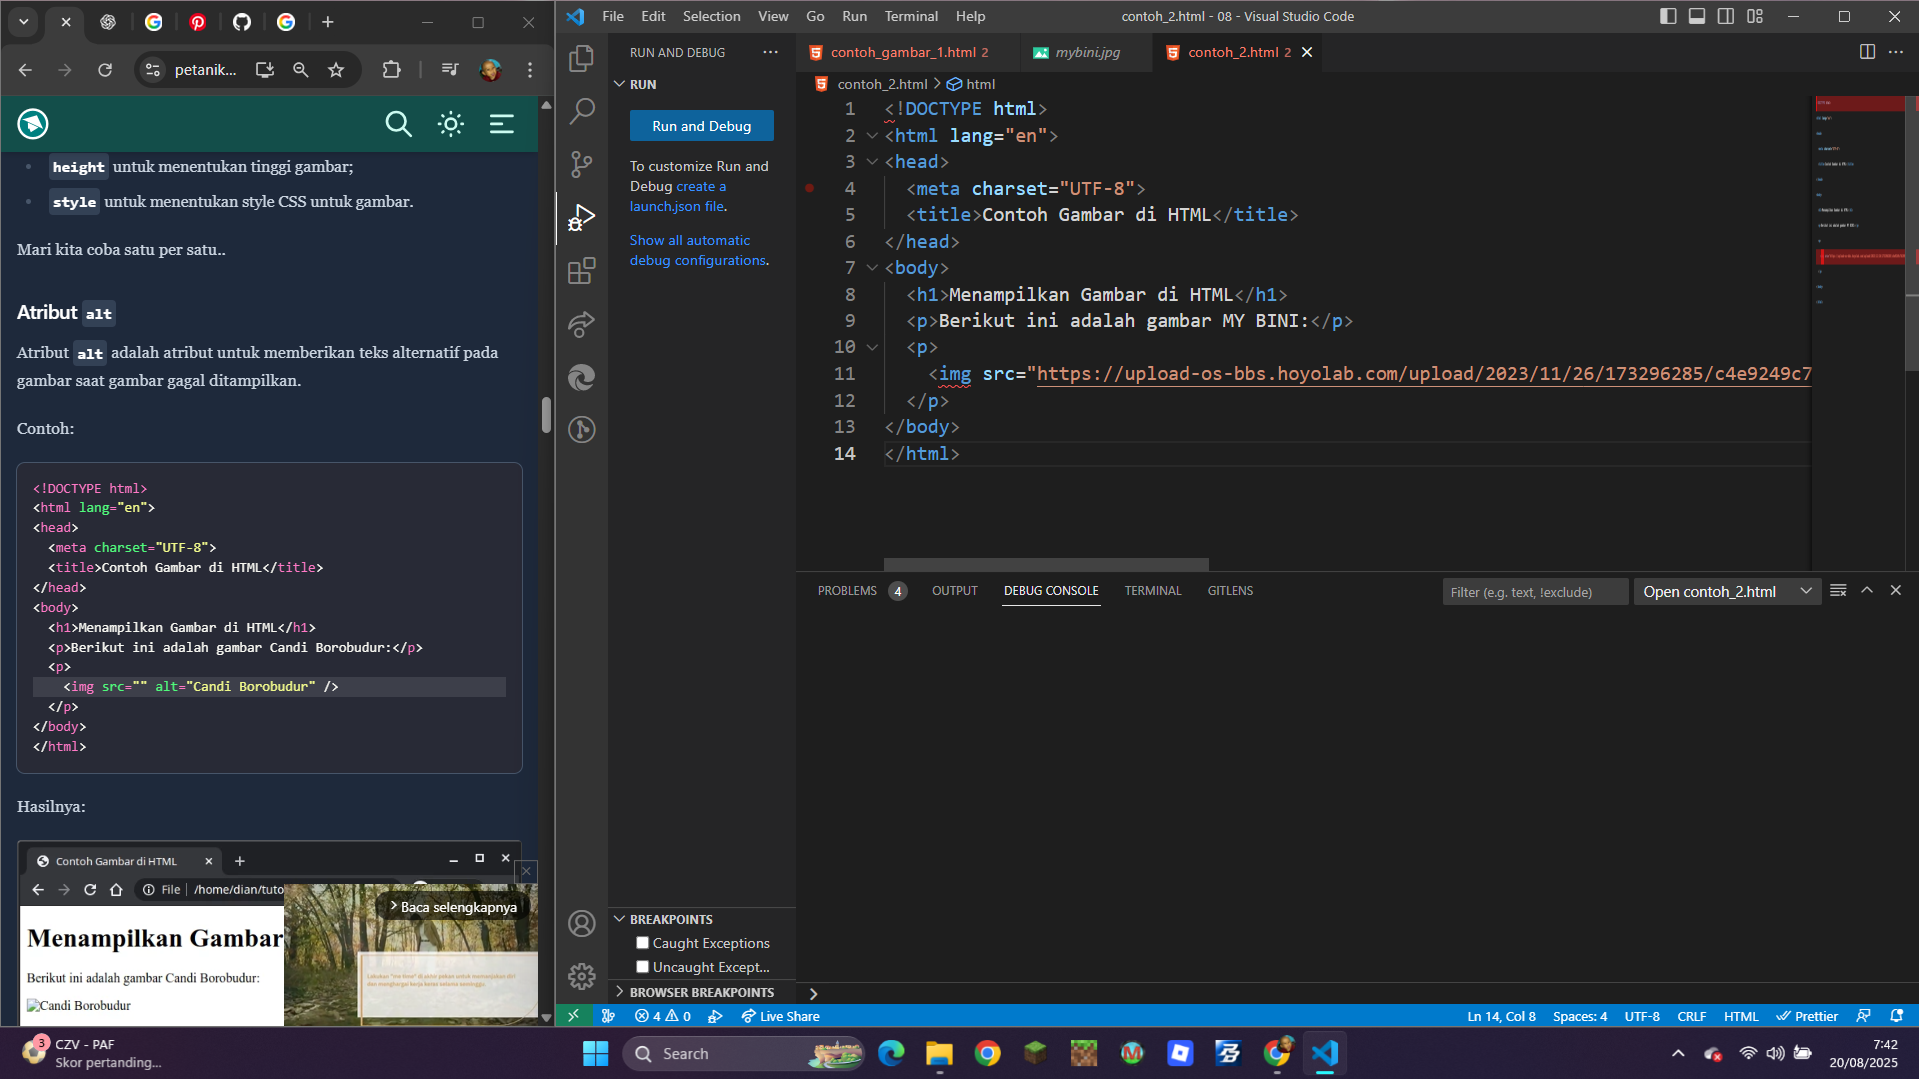 petanik...
height untuk menentukan tinggi gambar;
style untuk menentukan style CSS untuk gambar.
Mari kita coba satu per satu..
Atribut alt
Atribut alt adalah atribut untuk memberikan teks alternatif pada
gambar saat gambar gagal ditampilkan.
Contoh:
<!DOCTYPE html>
<html lang="en">
<head>
<meta charset="UTF-8">
<title>Contoh Gambar di HTML</title>
</head>
<body>
<h1>Menampilkan Gambar di HTML</h1>
<p>Berikut ini adalah gambar Candi Borobudur:</p>
<p>
<img src="" alt="Candi Borobudur" />
</p>
</body>
</html>
Hasilnya:
Contoh Gambar di HTML
File /home/dian/tuto
Baca selengkapnya
Menampilkan Gambar
Berikut ini adalah gambar Candi Borobudur:
Candi Borobudur
File Edit Selection View Go Run Terminal Help
contoh_2.html - 08 - Visual Studio Code
RUN AND DEBUG
RUN
Run and Debug
To customize Run and
Debug create a
launch.json file.
Show all automatic
debug configurations.
BREAKPOINTS
Caught Exceptions
Uncaught Except...
BROWSER BREAKPOINTS
contoh_gambar_1.html 2 mybini.jpg contoh_2.html 2
contoh_2.html > html
1 <!DOCTYPE html>
2 <html lang="en">
3 <head>
4 <meta charset="UTF-8">
5 <title>Contoh Gambar di HTML</title>
6 </head>
7 <body>
8 <h1>Menampilkan Gambar di HTML</h1>
9 <p>Berikut ini adalah gambar MY BINI:</p>
10 <p>
11 <img src="https://upload-os-bbs.hoyolab.com/upload/2023/11/26/173296285/c4e9249c7
12 </p>
13 </body>
14 </html>
PROBLEMS 4 OUTPUT DEBUG CONSOLE TERMINAL GITLENS
Filter (e.g. text, !exclude)
Open contoh_2.html
4 0 Live Share
Ln 14, Col 8 Spaces: 4 UTF-8 CRLF HTML Prettier
3
CZV - PAF
Skor pertanding...
Search
7:42
20/08/2025